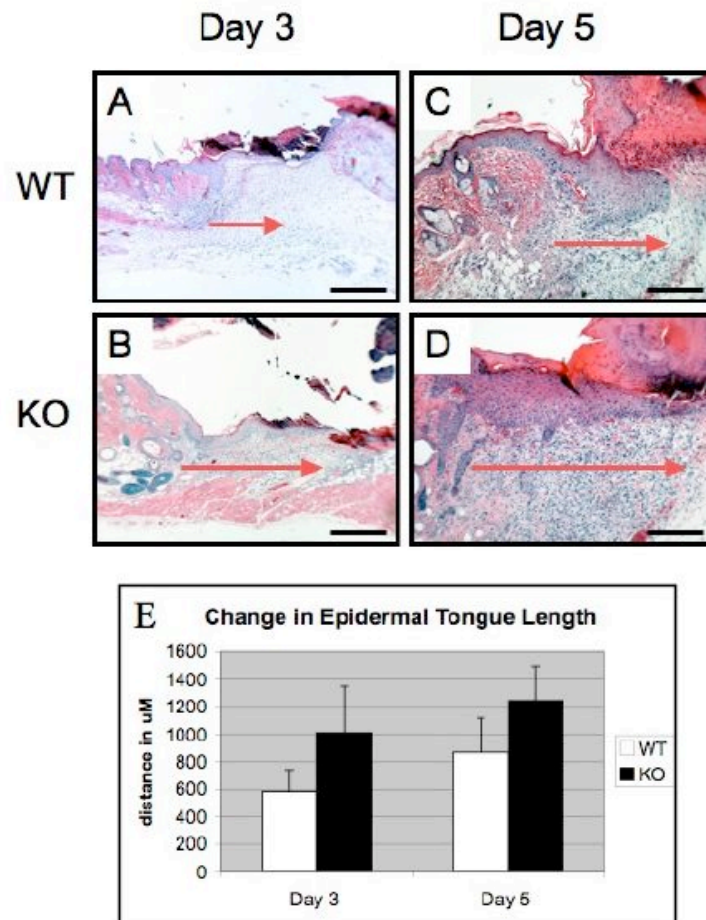 Day 3 Day 5
WT
A
C
KO
B
D
E
Change in Epidermal Tongue Length
distance in uM
1600
1400
1200
1000
800
600
400
200
0
Day 3 Day 5
WT
KO